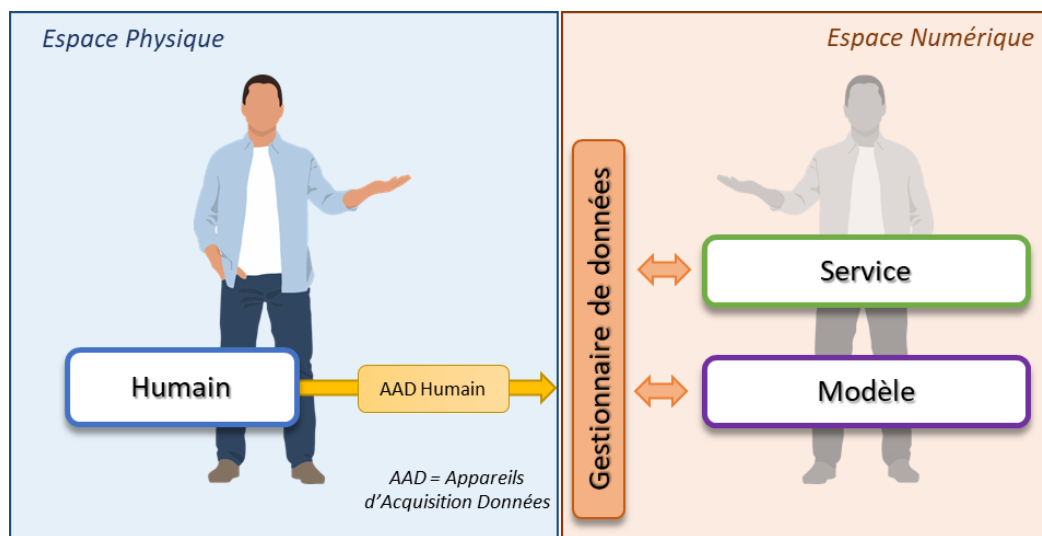 Espace Physique
Espace Numérique
Gestionnaire de données
Service
Humain
AAD Humain
Modèle
AAD = Appareils
d'Acquisition Données